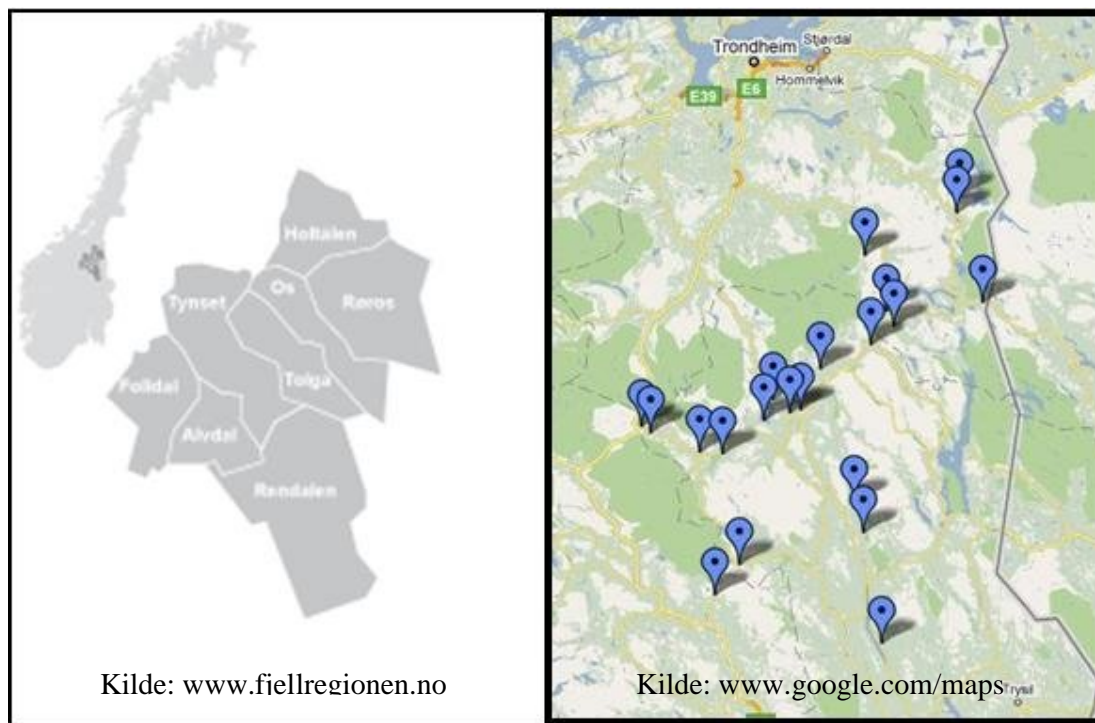 Holtålen
Os
Røros
Tynset
Tolga
Folldal
Alvdal
Rendalen
Kilde: www.fjellregionen.no
Trondheim
Stjørdal
Hommelvik
E39
E6
Trysil
Kilde: www.google.com/maps